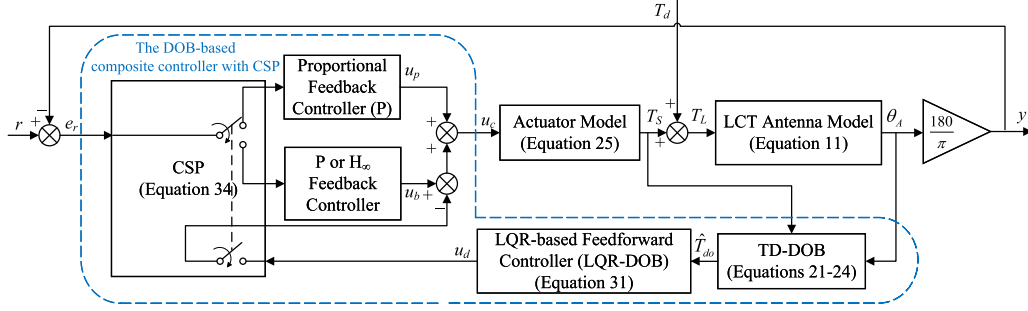 T_d
The DOB-based
composite controller with CSP
Proportional
Feedback
Controller (P)
u_p
r
+
−
e_r
CSP
(Equation 34)
P or H∞
Feedback
Controller
u_b
+
−
+
+
u_c
Actuator Model
(Equation 25)
T_S
+
+
T_L
LCT Antenna Model
(Equation 11)
θ_A
180
π
y
u_d
LQR-based Feedforward
Controller (LQR-DOB)
(Equation 31)
T̂_do
TD-DOB
(Equations 21-24)